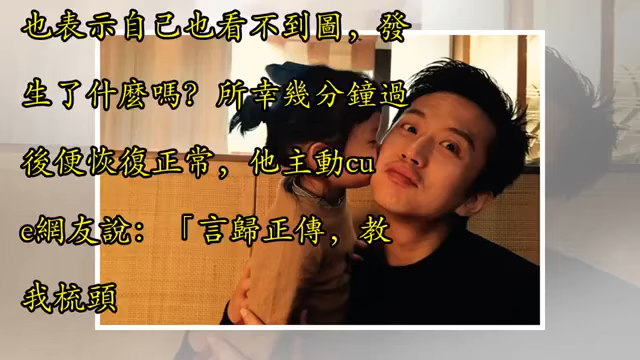 也表示自己也看不到圖，發
生了什麼嗎？所幸幾分鐘過
後便恢復正常，他主動cu
e網友說：「言歸正傳，教
我梳頭